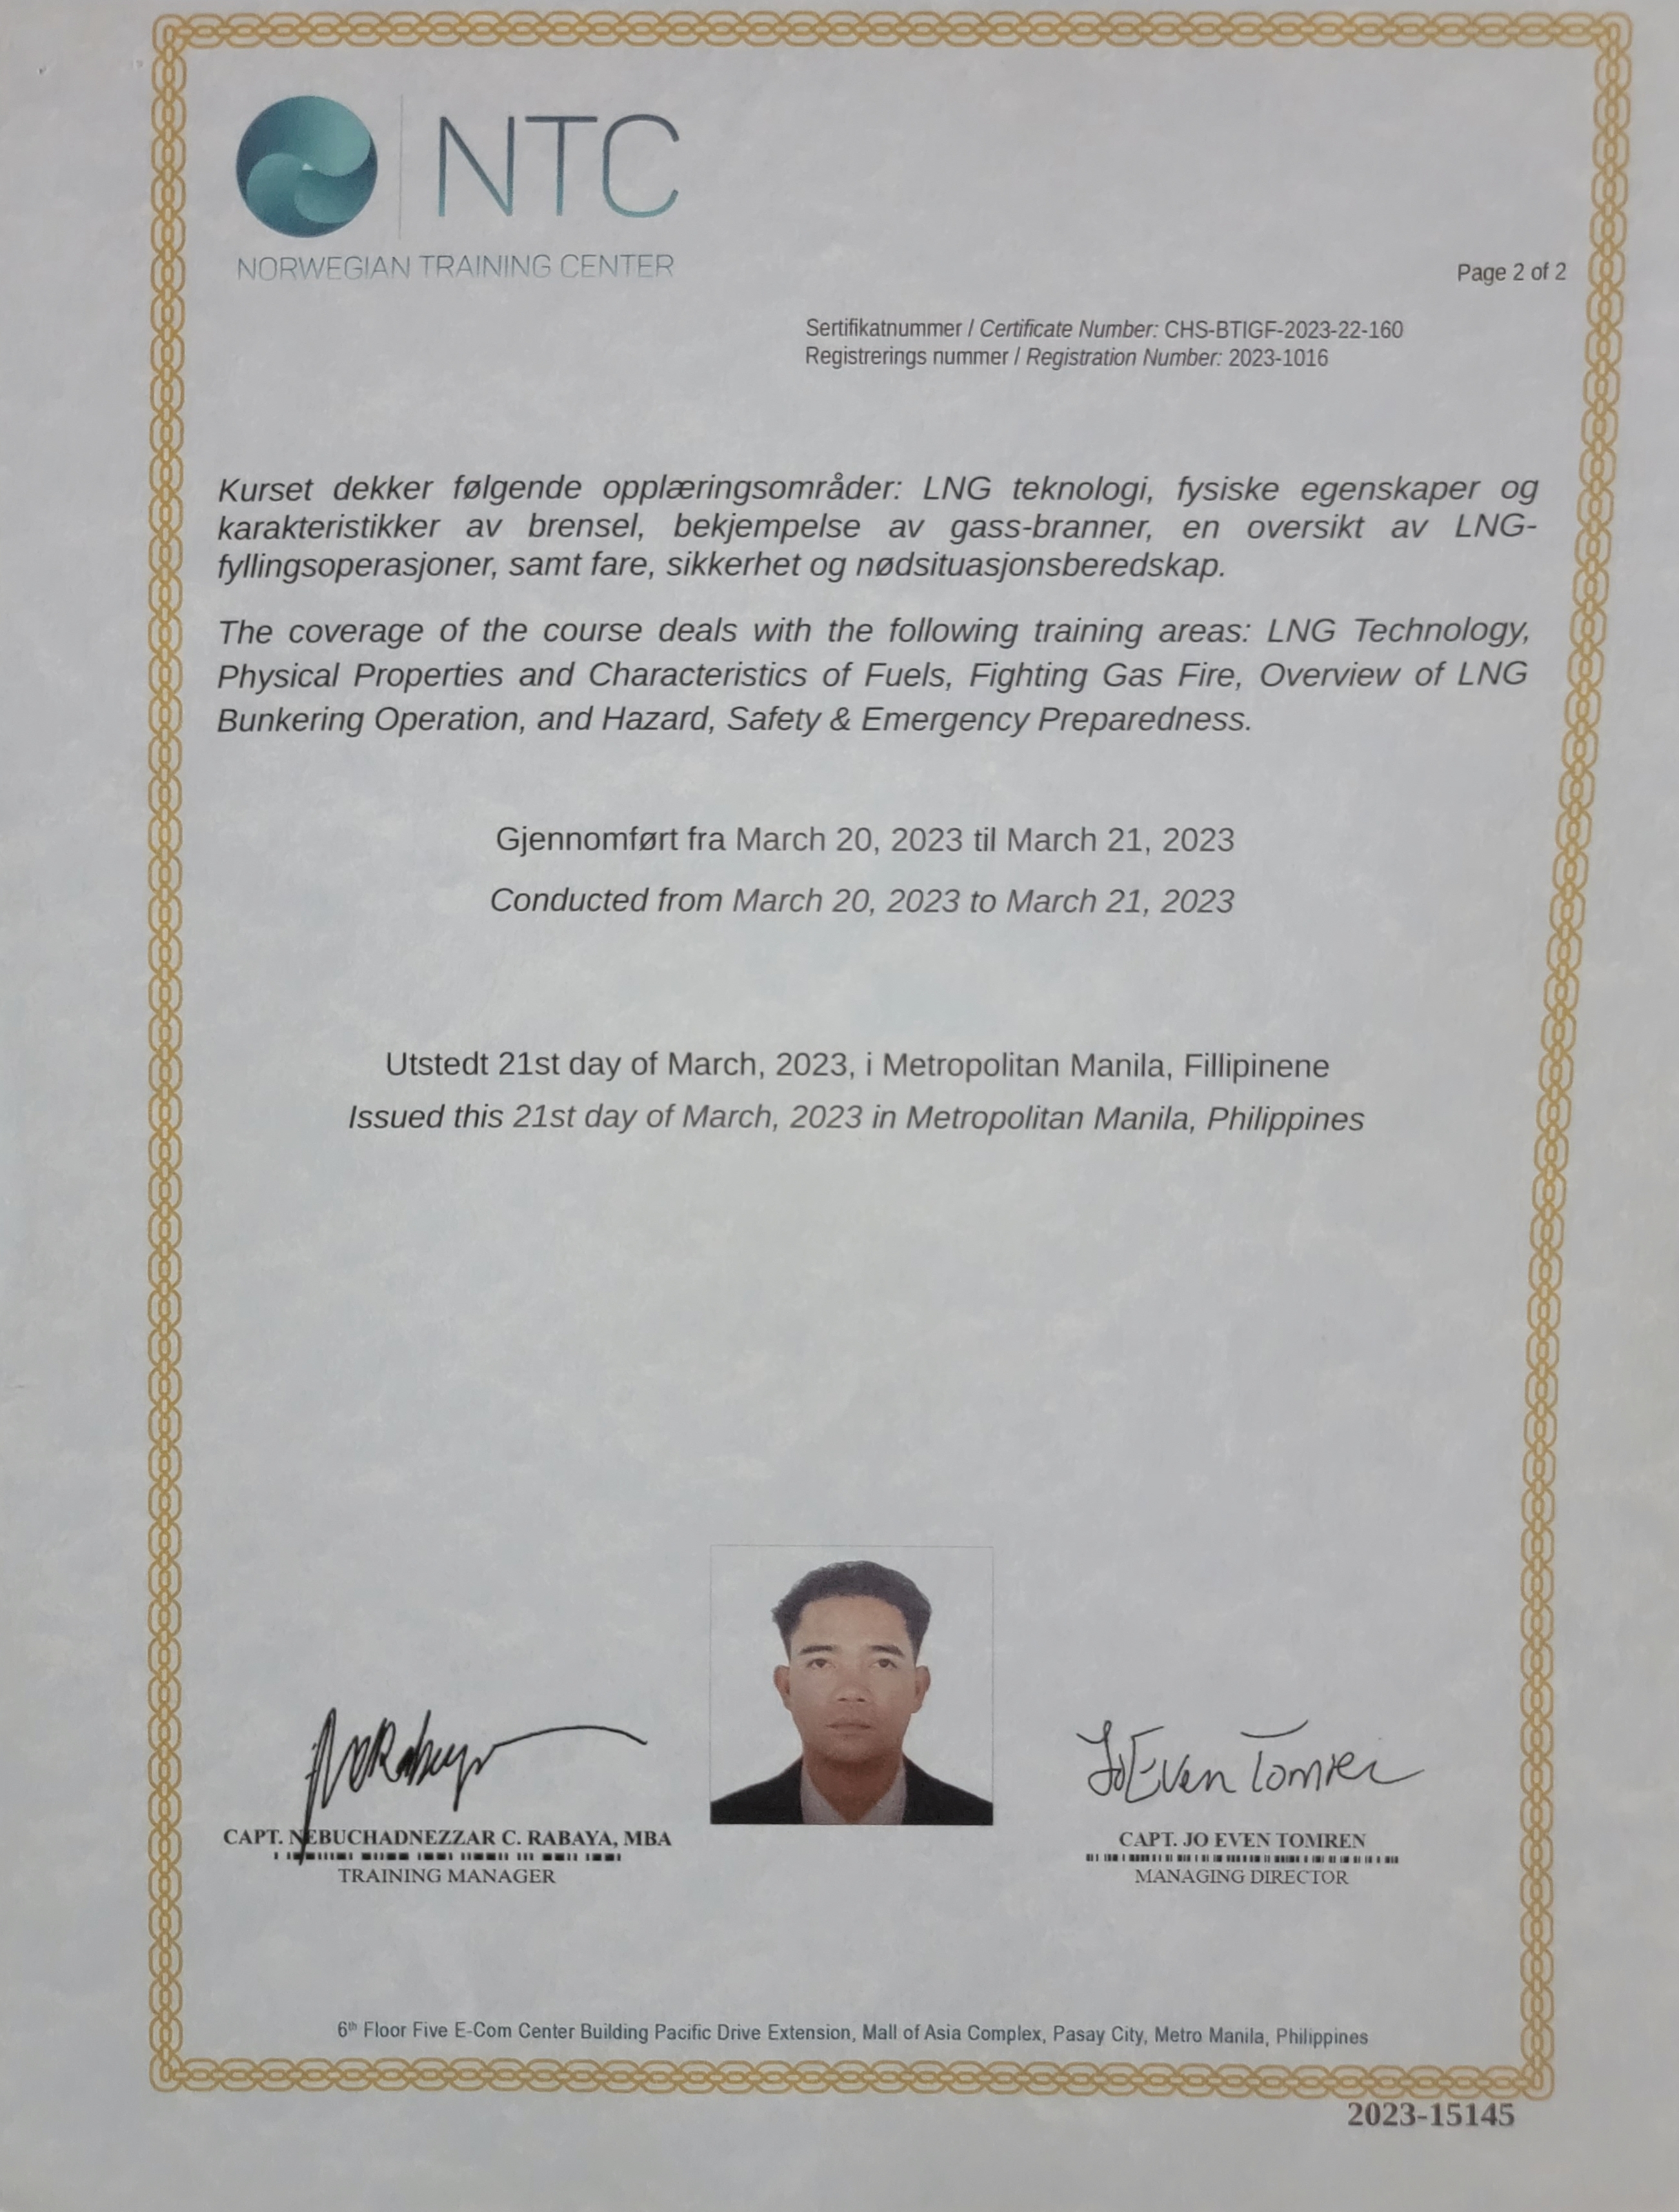 NTC
NORWEGIAN TRAINING CENTER
Page 2 of 2
Sertifikatnummer / Certificate Number: CHS-BTIGF-2023-22-160
Registrerings nummer / Registration Number: 2023-1016
Kurset dekker følgende opplæringsområder: LNG teknologi, fysiske egenskaper og
karakteristikker av brensel, bekjempelse av gass-branner, en oversikt av LNG-
fyllingsoperasjoner, samt fare, sikkerhet og nødsituasjonsberedskap.
The coverage of the course deals with the following training areas: LNG Technology,
Physical Properties and Characteristics of Fuels, Fighting Gas Fire, Overview of LNG
Bunkering Operation, and Hazard, Safety & Emergency Preparedness.
Gjennomført fra March 20, 2023 til March 21, 2023
Conducted from March 20, 2023 to March 21, 2023
Utstedt 21st day of March, 2023, i Metropolitan Manila, Fillipinene
Issued this 21st day of March, 2023 in Metropolitan Manila, Philippines
Jo Even Tomren
CAPT. NEBUCHADNEZZAR C. RABAYA, MBA
TRAINING MANAGER
CAPT. JO EVEN TOMREN
MANAGING DIRECTOR
6th Floor Five E-Com Center Building Pacific Drive Extension, Mall of Asia Complex, Pasay City, Metro Manila, Philippines
2023-15145